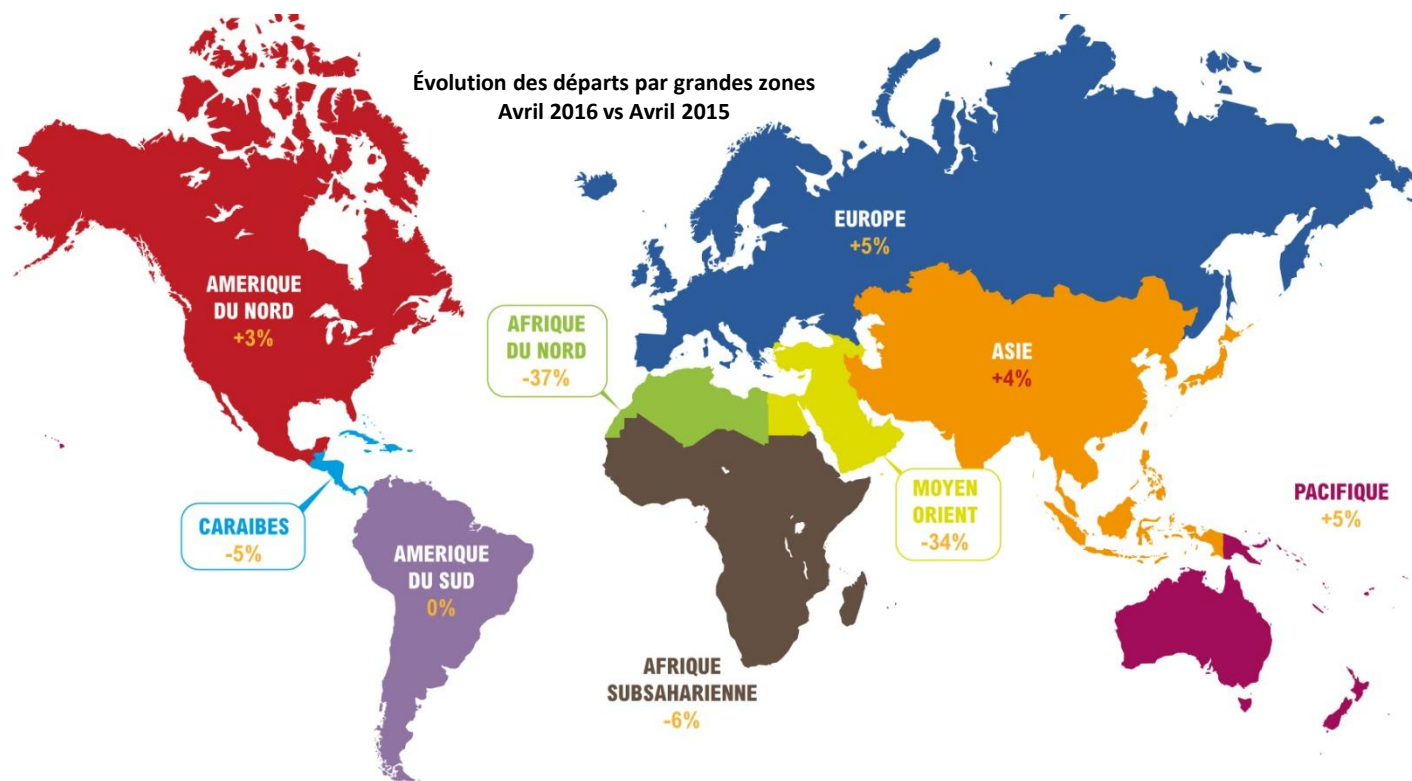 Évolution des départs par grandes zones
Avril 2016 vs Avril 2015
AMERIQUE
DU NORD
+3%
EUROPE
+5%
AFRIQUE
DU NORD
-37%
ASIE
+4%
CARAIBES
-5%
AMERIQUE
DU SUD
0%
MOYEN
ORIENT
-34%
PACIFIQUE
+5%
AFRIQUE
SUBSAHARIENNE
-6%